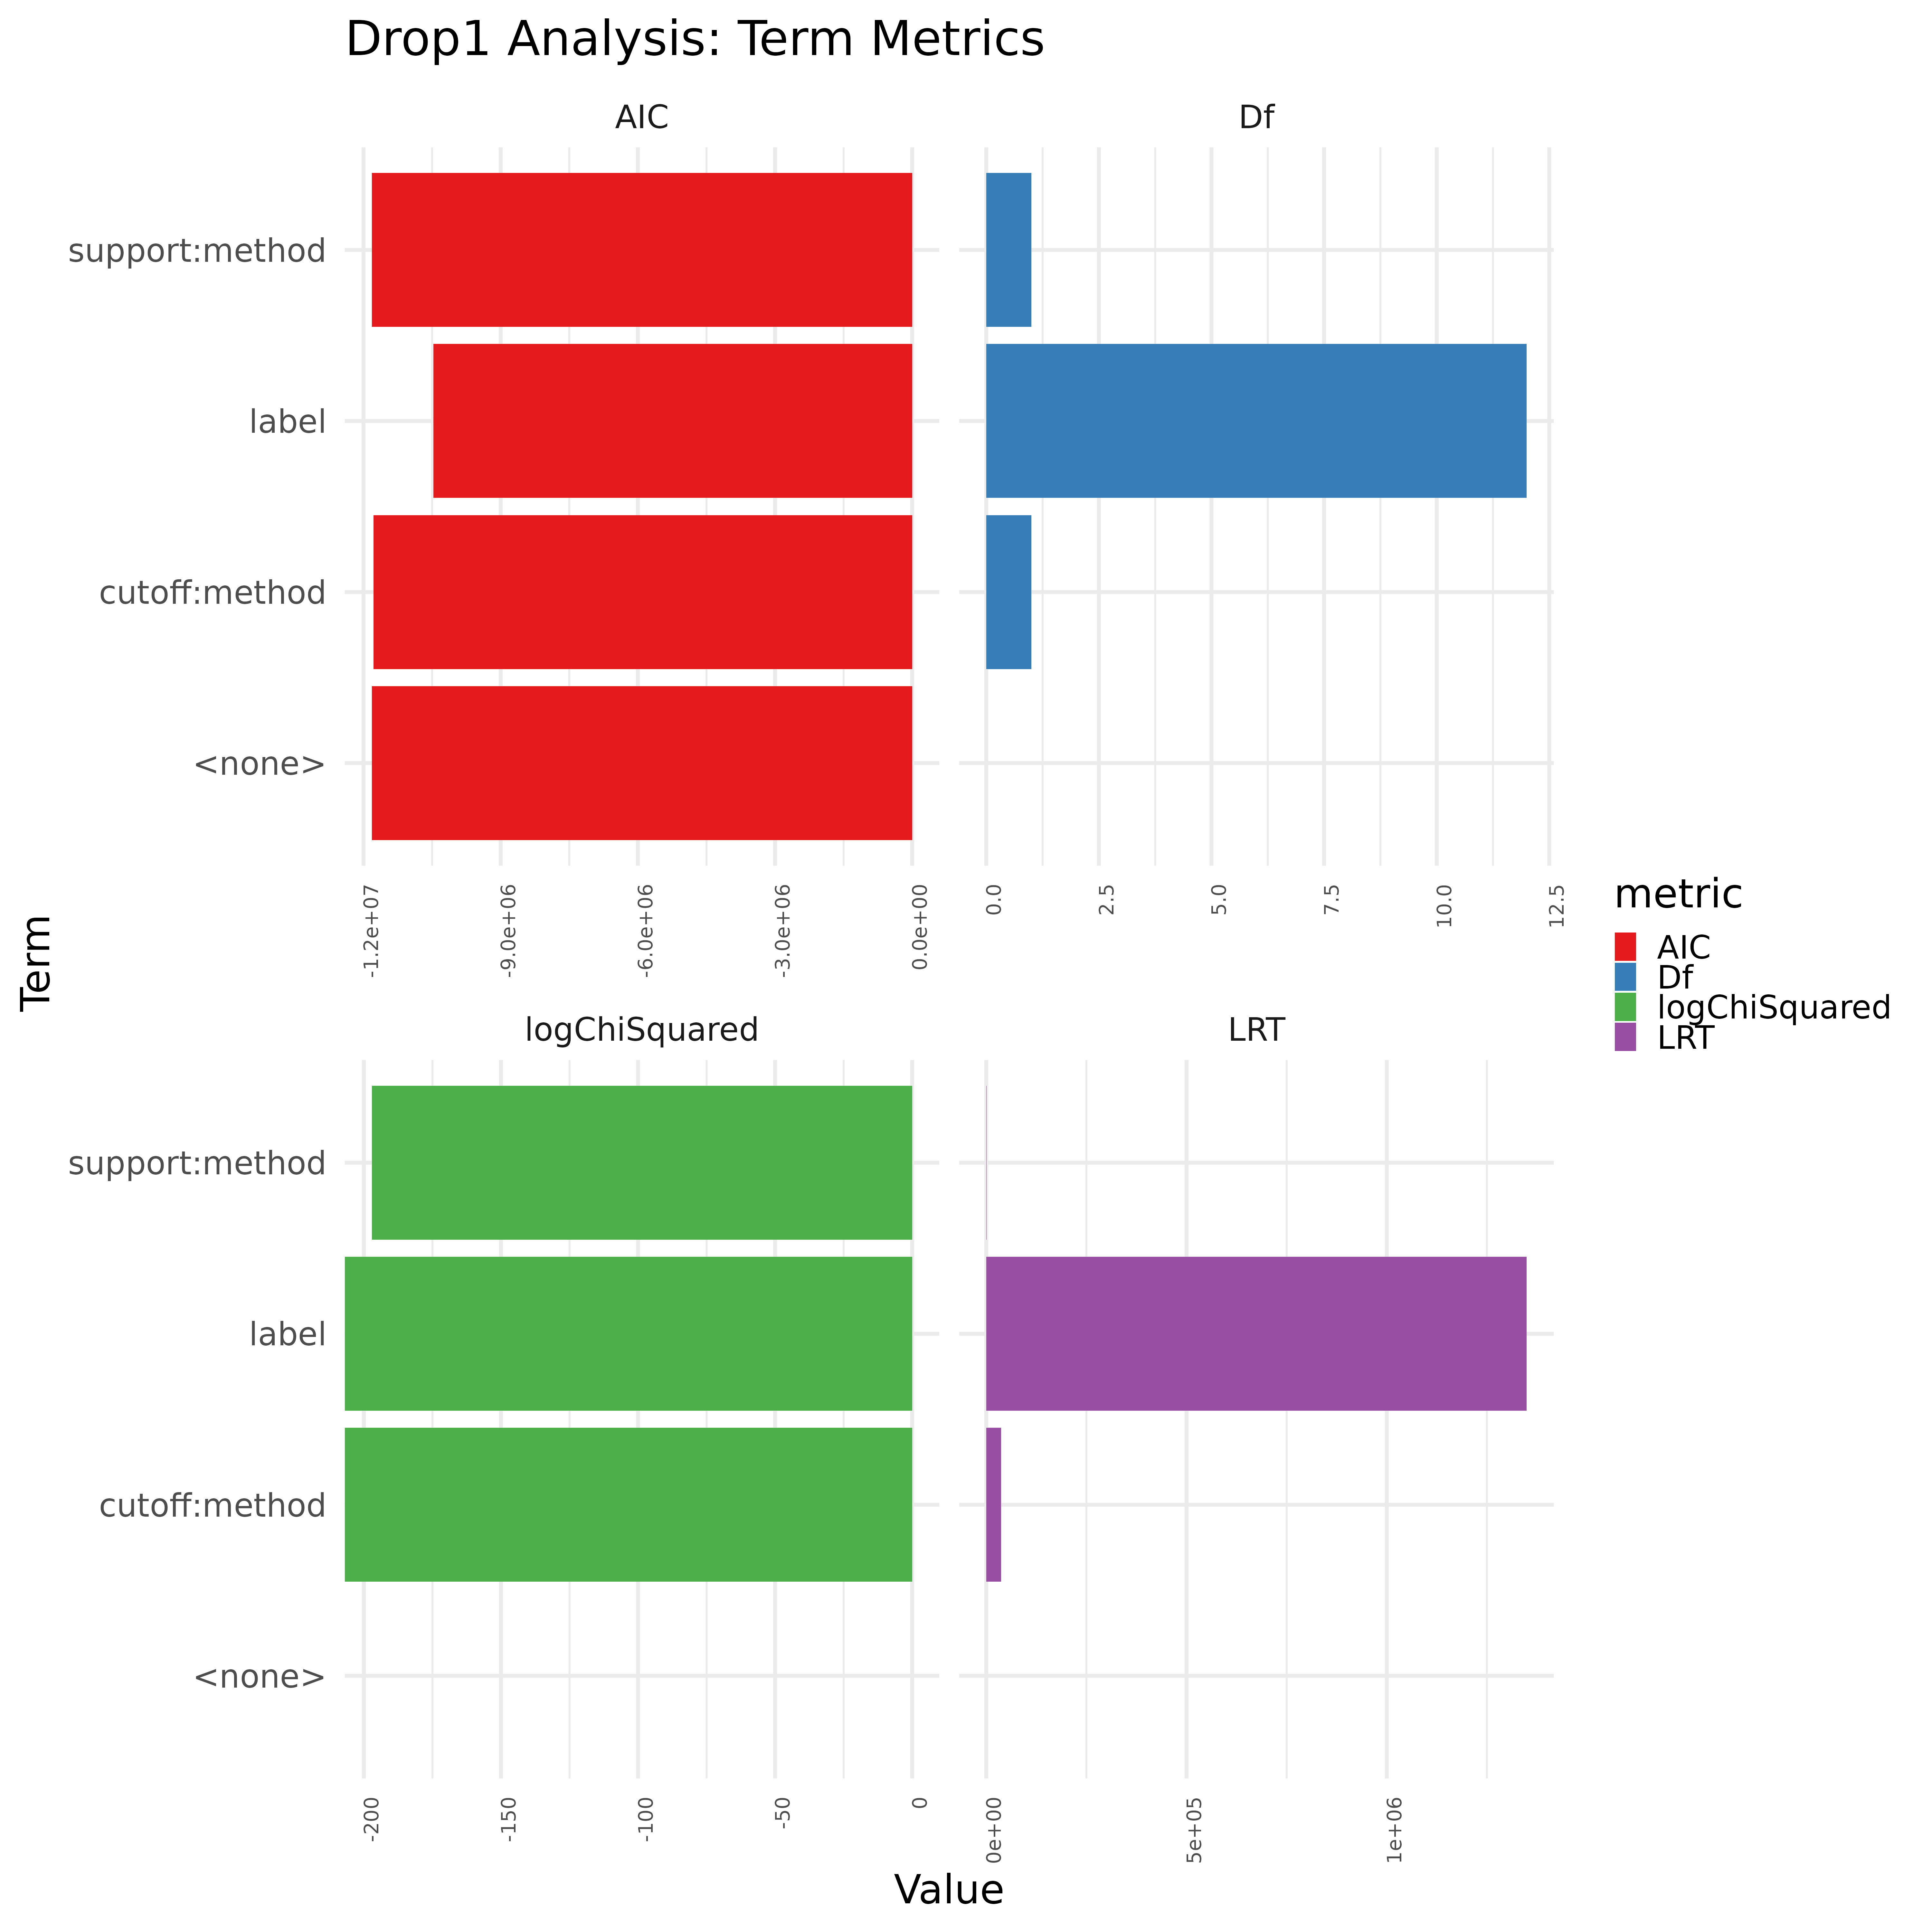 Drop1 Analysis: Term Metrics
AIC
Df
support:method
label
cutoff:method
<none>
-1.2e+07
-9.0e+06
-6.0e+06
-3.0e+06
0.0e+00
0.0
2.5
5.0
7.5
10.0
12.5
Term
metric
AIC
Df
logChiSquared
LRT
logChiSquared
LRT
support:method
label
cutoff:method
<none>
-200
-150
-100
-50
0
0e+00
5e+05
1e+06
Value